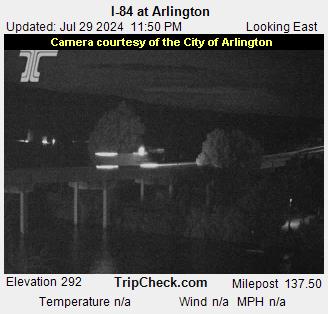 I-84 at Arlington
Updated: Jul 29 2024 11:50 PM Looking East
Camera courtesy of the City of Arlington
Elevation 292 TripCheck.com Milepost 137.50
Temperature n/a Wind n/a MPH n/a